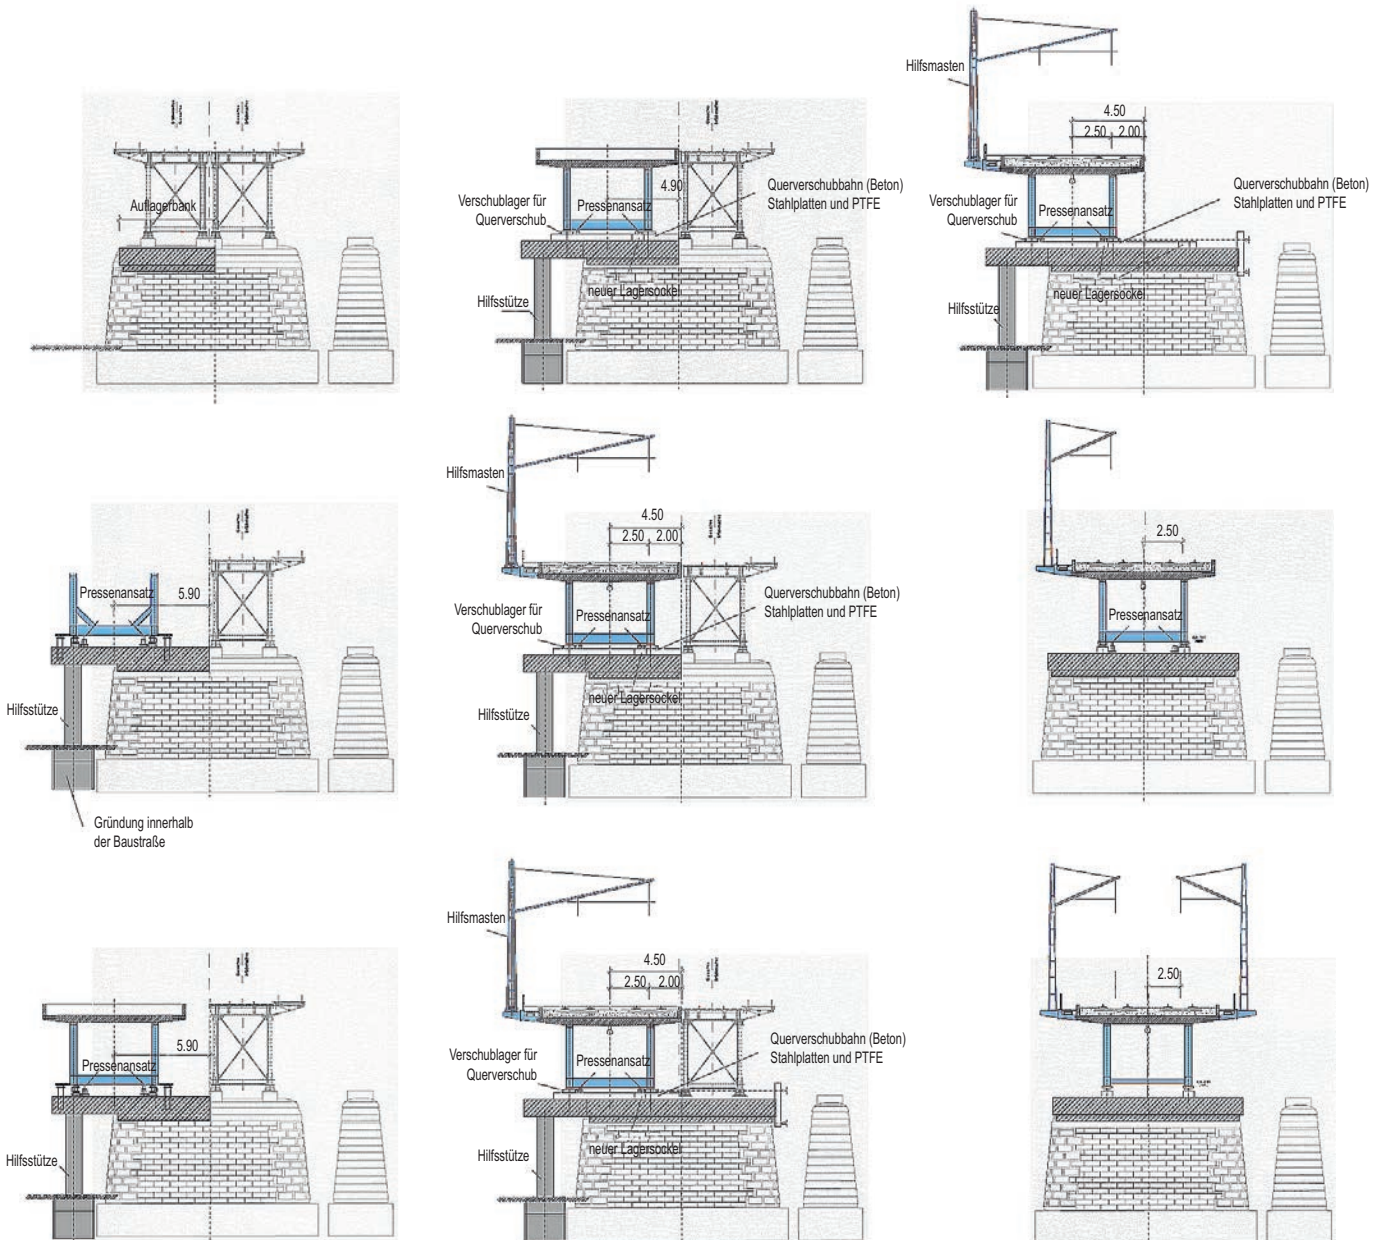 Auflagerbank
Verschublager für
Querverschub
4.90
Pressenansatz
Querverschubbahn (Beton)
Stahlplatten und PTFE
neuer Lagersockel
Hilfsstütze
Hilfsmasten
4.50
2.50
2.00
Verschublager für
Querverschub
Pressenansatz
Querverschubbahn (Beton)
Stahlplatten und PTFE
neuer Lagersockel
Hilfsstütze
Pressenansatz
5.90
Hilfsstütze
Gründung innerhalb
der Baustraße
Hilfsmasten
4.50
2.50
2.00
Verschublager für
Querverschub
Pressenansatz
Querverschubbahn (Beton)
Stahlplatten und PTFE
neuer Lagersockel
Hilfsstütze
2.50
Pressenansatz
5.90
Pressenansatz
Hilfsstütze
Hilfsmasten
4.50
2.50
2.00
Verschublager für
Querverschub
Pressenansatz
Querverschubbahn (Beton)
Stahlplatten und PTFE
neuer Lagersockel
Hilfsstütze
2.50